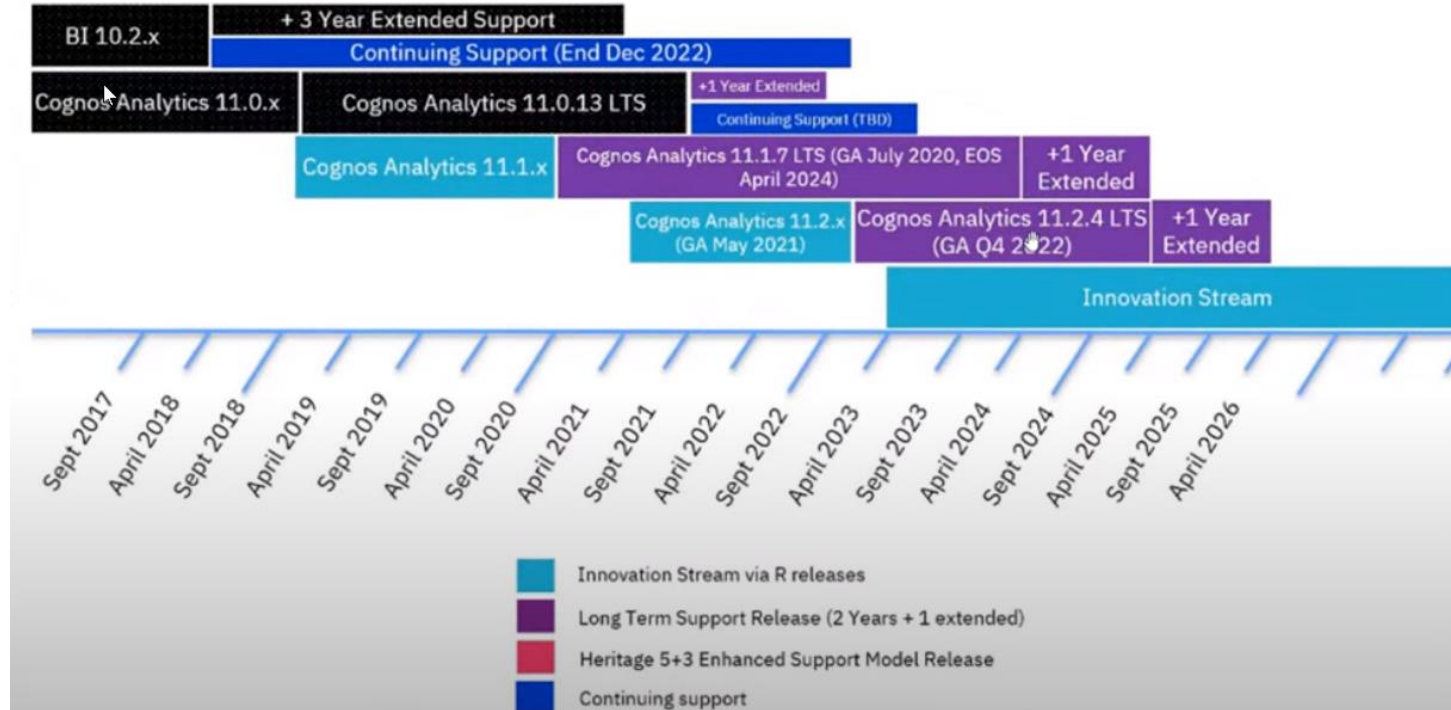 + 3 Year Extended Support
BI 10.2.x
Continuing Support (End Dec 2022)
+1 Year Extended
Cognos Analytics 11.0.x
Cognos Analytics 11.0.13 LTS
Continuing Support (TBD)
Cognos Analytics 11.1.x
Cognos Analytics 11.1.7 LTS (GA July 2020, EOS
April 2024)
+1 Year
Extended
Cognos Analytics 11.2.x
(GA May 2021)
Cognos Analytics 11.2.4 LTS
(GA Q4 2022)
+1 Year
Extended
Innovation Stream
Sept 2017
April 2018
Sept 2018
April 2019
Sept 2019
April 2020
Sept 2020
April 2021
Sept 2021
April 2022
Sept 2022
April 2023
Sept 2023
April 2024
Sept 2024
April 2025
Sept 2025
April 2026
Innovation Stream via R releases
Long Term Support Release (2 Years + 1 extended)
Heritage 5+3 Enhanced Support Model Release
Continuing support